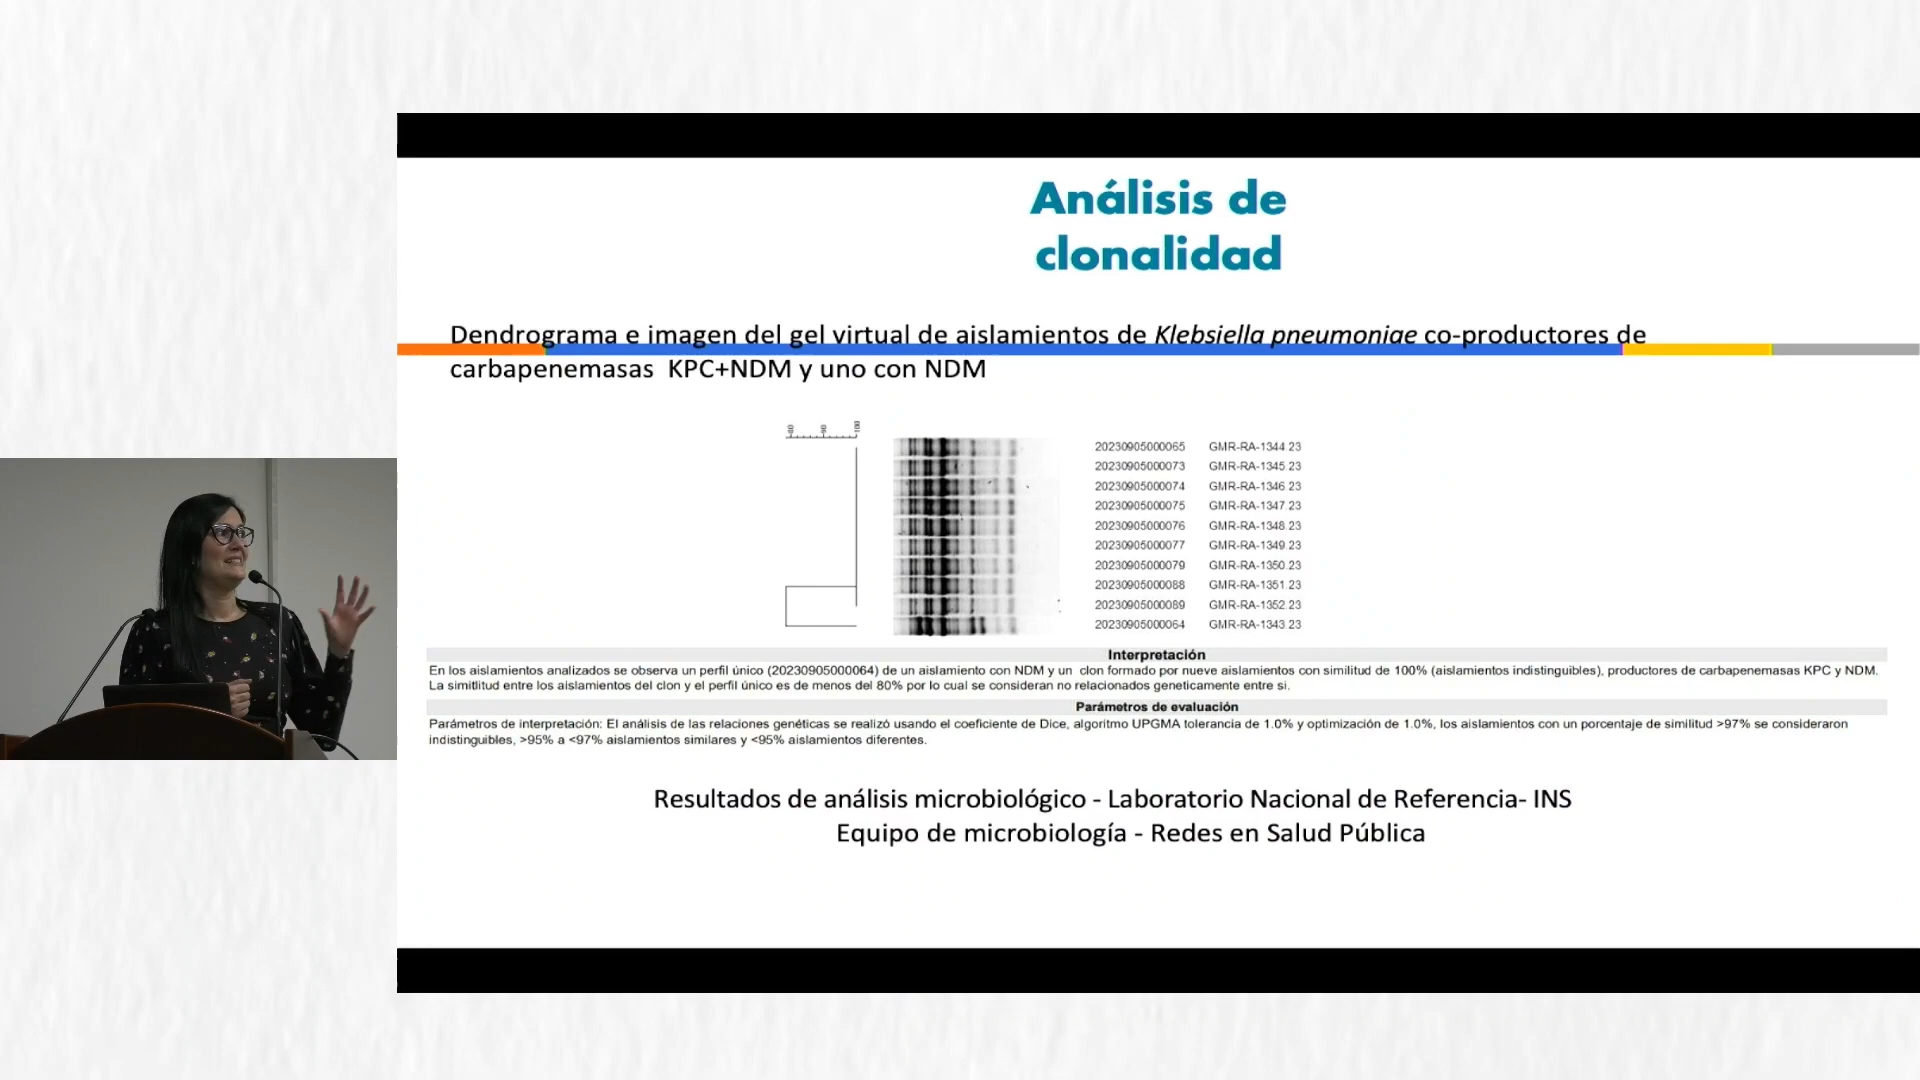 Análisis de
clonalidad
Dendrograma e imagen del gel virtual de aislamientos de Klebsiella pneumoniae co-productores de
carbapenemasas KPC+NDM y uno con NDM
80 90 100
20230905000065 GMR-RA-1344.23
20230905000073 GMR-RA-1345.23
20230905000074 GMR-RA-1346.23
20230905000075 GMR-RA-1347.23
20230905000076 GMR-RA-1348.23
20230905000077 GMR-RA-1349.23
20230905000079 GMR-RA-1350.23
20230905000088 GMR-RA-1351.23
20230905000089 GMR-RA-1352.23
20230905000064 GMR-RA-1343.23
Interpretación
En los aislamientos analizados se observa un perfil único (20230905000064) de un aislamiento con NDM y un clon formado por nueve aislamientos con similitud de 100% (aislamientos indistinguibles), productores de carbapenemasas KPC y NDM.
La simitlitud entre los aislamientos del clon y el perfil único es de menos del 80% por lo cual se consideran no relacionados geneticamente entre si.
Parámetros de evaluación
Parámetros de interpretación: El análisis de las relaciones genéticas se realizó usando el coeficiente de Dice, algoritmo UPGMA tolerancia de 1.0% y optimización de 1.0%, los aislamientos con un porcentaje de similitud >97% se consideraron
indistinguibles, >95% a <97% aislamientos similares y <95% aislamientos diferentes.
Resultados de análisis microbiológico - Laboratorio Nacional de Referencia- INS
Equipo de microbiología - Redes en Salud Pública